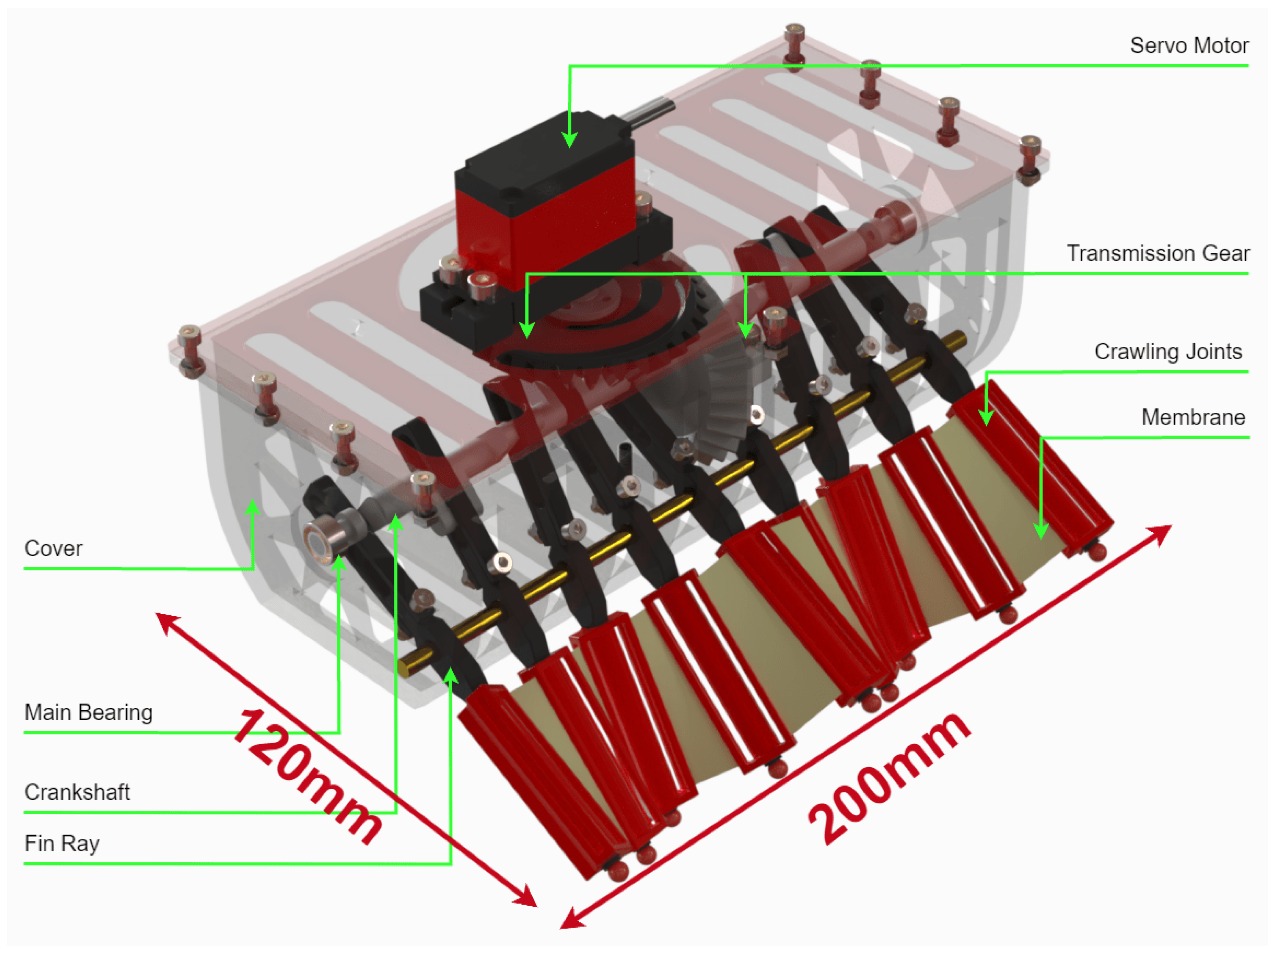 Servo Motor
Transmission Gear
Crawling Joints
Membrane
Cover
Main Bearing
Crankshaft
Fin Ray
120mm
200mm